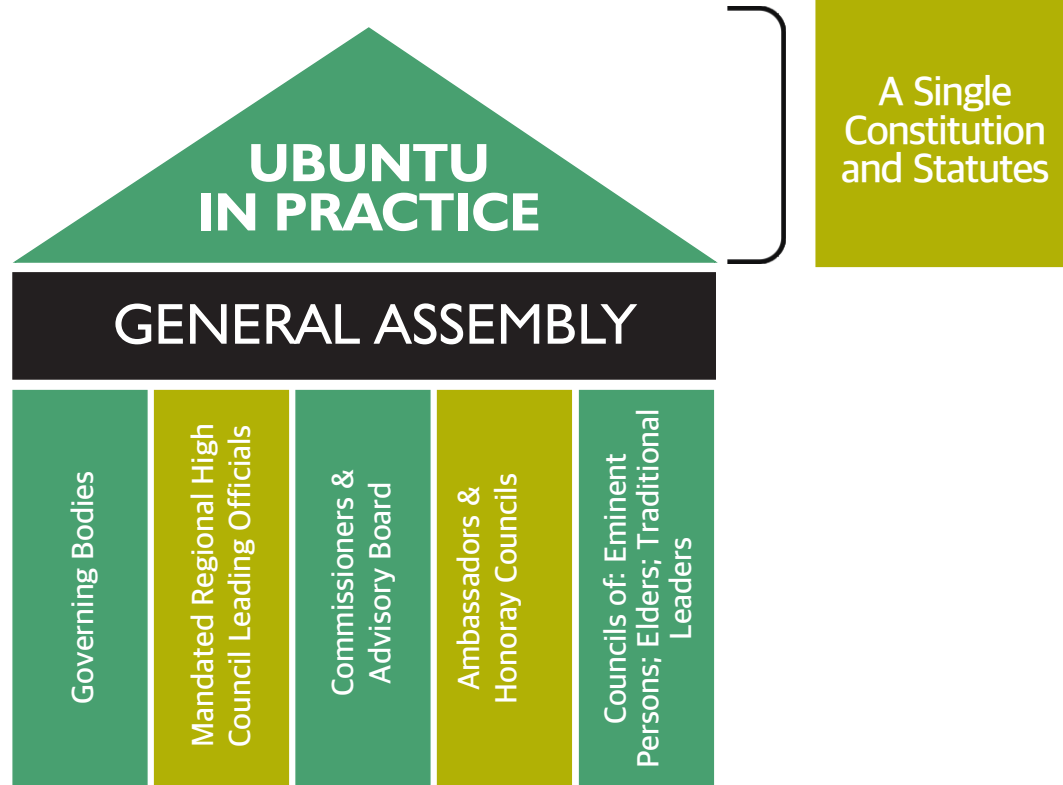 UBUNTU
IN PRACTICE
A Single
Constitution
and Statutes
GENERAL ASSEMBLY
Governing Bodies
Mandated Regional High
Council Leading Officials
Commissioners &
Advisory Board
Ambassadors &
Honoray Councils
Councils of: Eminent
Persons; Elders; Traditional
Leaders